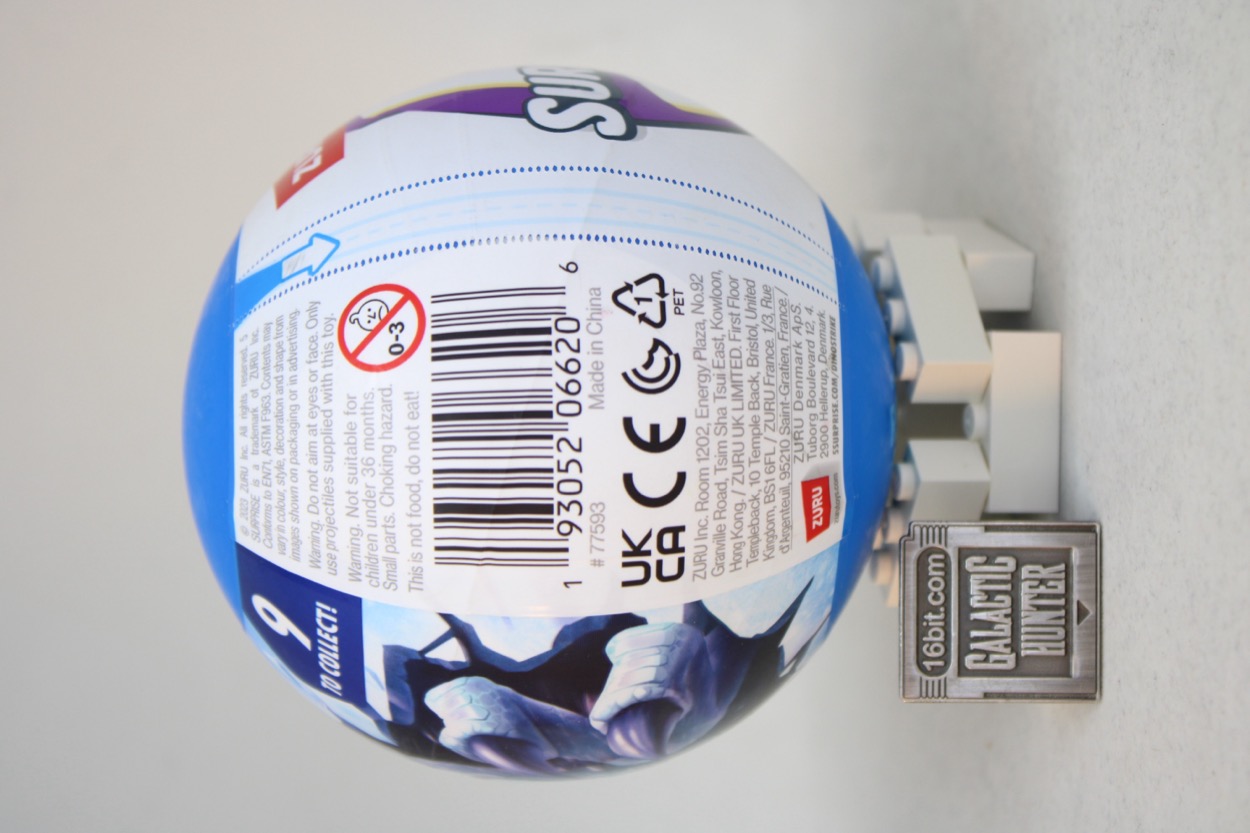 © 2023 ZURU Inc. All rights reserved. 5
SURPRISE is a trademark of ZURU Inc.
Conforms to EN71, ASTM F963. Contents may
vary in colour, style, decoration and shape from
images shown on packaging or in advertising.
Warning. Do not aim at eyes or face. Only
use projectiles supplied with this toy.
Warning. Not suitable for
children under 36 months.
Small parts. Choking hazard.
This is not food, do not eat!
0-3
1 93052 06620 6
# 77593 Made in China
UK
CA CE
1
PET
ZURU Inc. Room 1202, Energy Plaza, No.92
Granville Road, Tsim Sha Tsui East, Kowloon,
Hong Kong. / ZURU UK LIMITED. First Floor
Templeback, 10 Temple Back, Bristol, United
Kingdom, BS1 6FL / ZURU France. 1/3, Rue
d'Argenteuil, 95210 Saint-Gratien, France /
ZURU Denmark ApS.
Tuborg Boulevard 12, 4.
2900 Hellerup, Denmark.
5SURPRISE.COM/DINOSTRIKE
ZURU
9
TO COLLECT!
ZU
SUR
16bit.com
GALACTIC
HUNTER